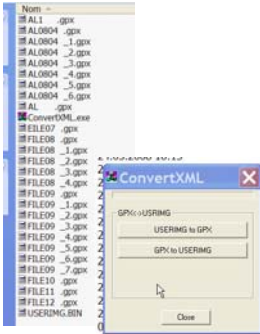 Nom
AL1 .gpx
AL0804 .gpx
AL0804 _1.gpx
AL0804 _2.gpx
AL0804 _3.gpx
AL0804 _4.gpx
AL0804 _5.gpx
AL0804 _6.gpx
AL .gpx
ConvertXML.exe
FILE07 .gpx
FILE08 .gpx
FILE08 _1.gpx
FILE08 _2.gpx
FILE08 _3.gpx
FILE08 _4.gpx
FILE09 .gpx
FILE09 _1.gpx
FILE09 _2.gpx
FILE09 _3.gpx
FILE09 _4.gpx
FILE09 _5.gpx
FILE09 _6.gpx
FILE09 _7.gpx
FILE10 .gpx
FILE11 .gpx
FILE12 .gpx
USERIMG.BIN
ConvertXML
GPX<->USRIMG
USERIMG to GPX
GPX to USERIMG
Close